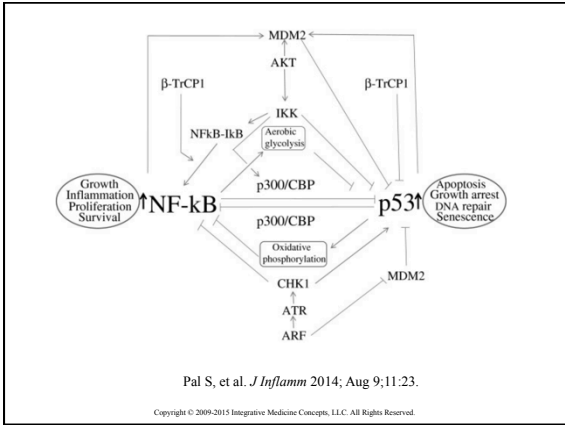 MDM2
AKT
β-TrCP1
β-TrCP1
IKK
NFkB-IkB
Aerobic
glycolysis
p300/CBP
Growth
Inflammation
Proliferation
Survival
NF-kB
p53
Apoptosis
Growth arrest
DNA repair
Senescence
p300/CBP
Oxidative
phosphorylation
CHK1
MDM2
ATR
ARF
Pal S, et al. J Inflamm 2014; Aug 9;11:23.
Copyright © 2009-2015 Integrative Medicine Concepts, LLC. All Rights Reserved.